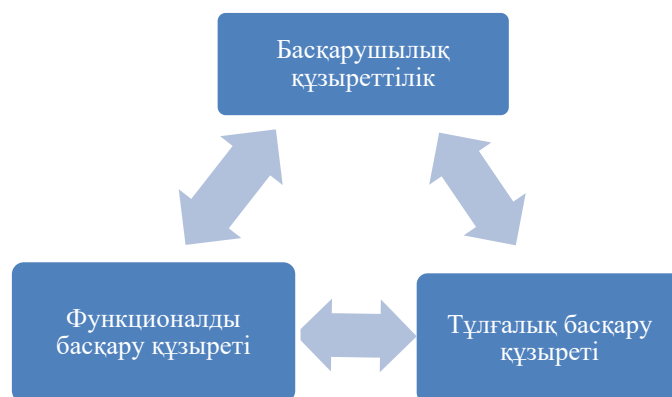 Басқарушылық
құзыреттілік
Функционалды
басқару құзыреті
Тұлғалық басқару
құзыреті